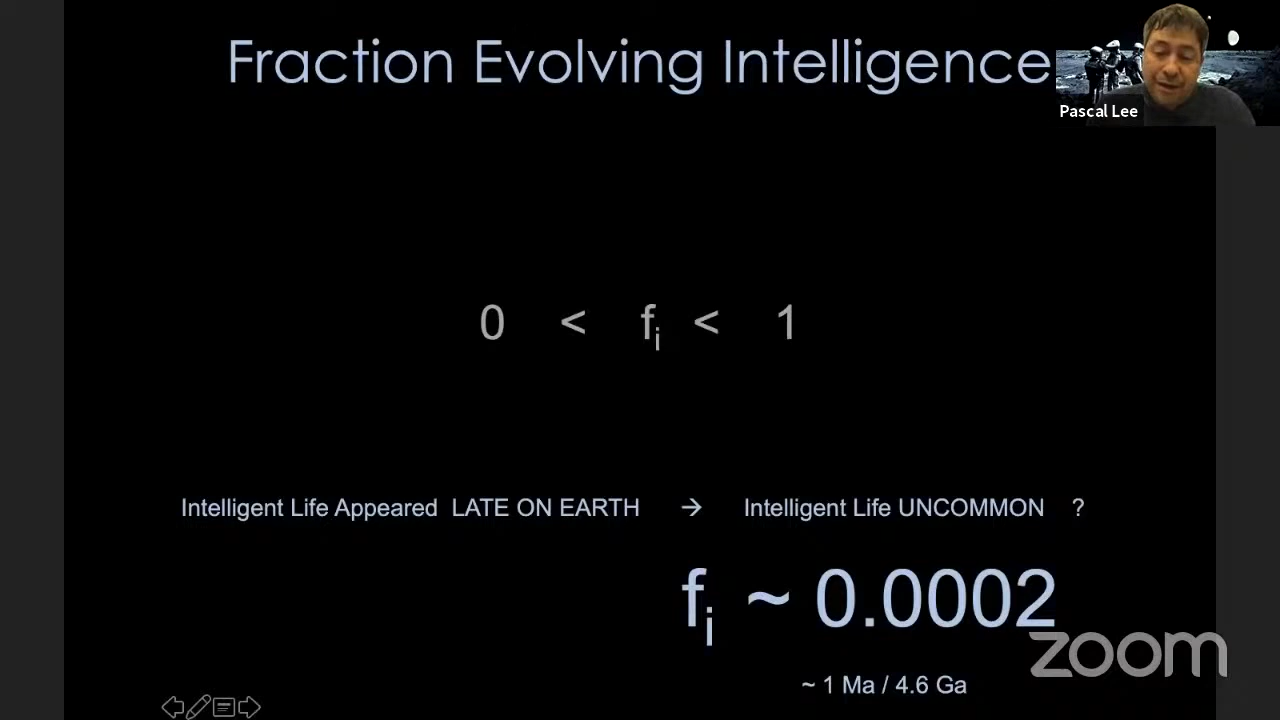 Fraction Evolving Intelligence
Pascal Lee
0 < fi < 1
Intelligent Life Appeared LATE ON EARTH → Intelligent Life UNCOMMON ?
fi ~ 0.0002
zoom
~ 1 Ma / 4.6 Ga